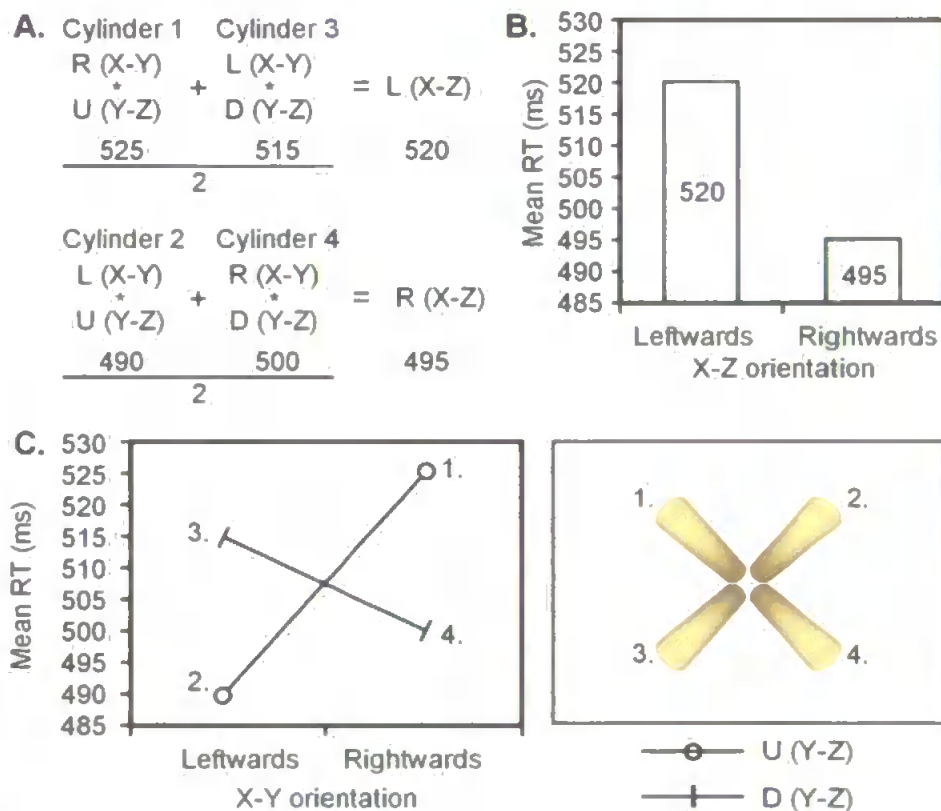 A. Cylinder 1 Cylinder 3
R (X-Y) L (X-Y)
* + * = L (X-Z)
U (Y-Z) D (Y-Z)
525 515 520
2
Cylinder 2 Cylinder 4
L (X-Y) R (X-Y)
* + * = R (X-Z)
U (Y-Z) D (Y-Z)
490 500 495
2
B.
Mean RT (ms)
530
525
520
515
510
505
500
495
490
485
520
495
Leftwards Rightwards
X-Z orientation
C.
Mean RT (ms)
530
525
520
515
510
505
500
495
490
485
1.
3.
4.
2.
Leftwards Rightwards
X-Y orientation
1. 2.
3. 4.
U (Y-Z)
D (Y-Z)